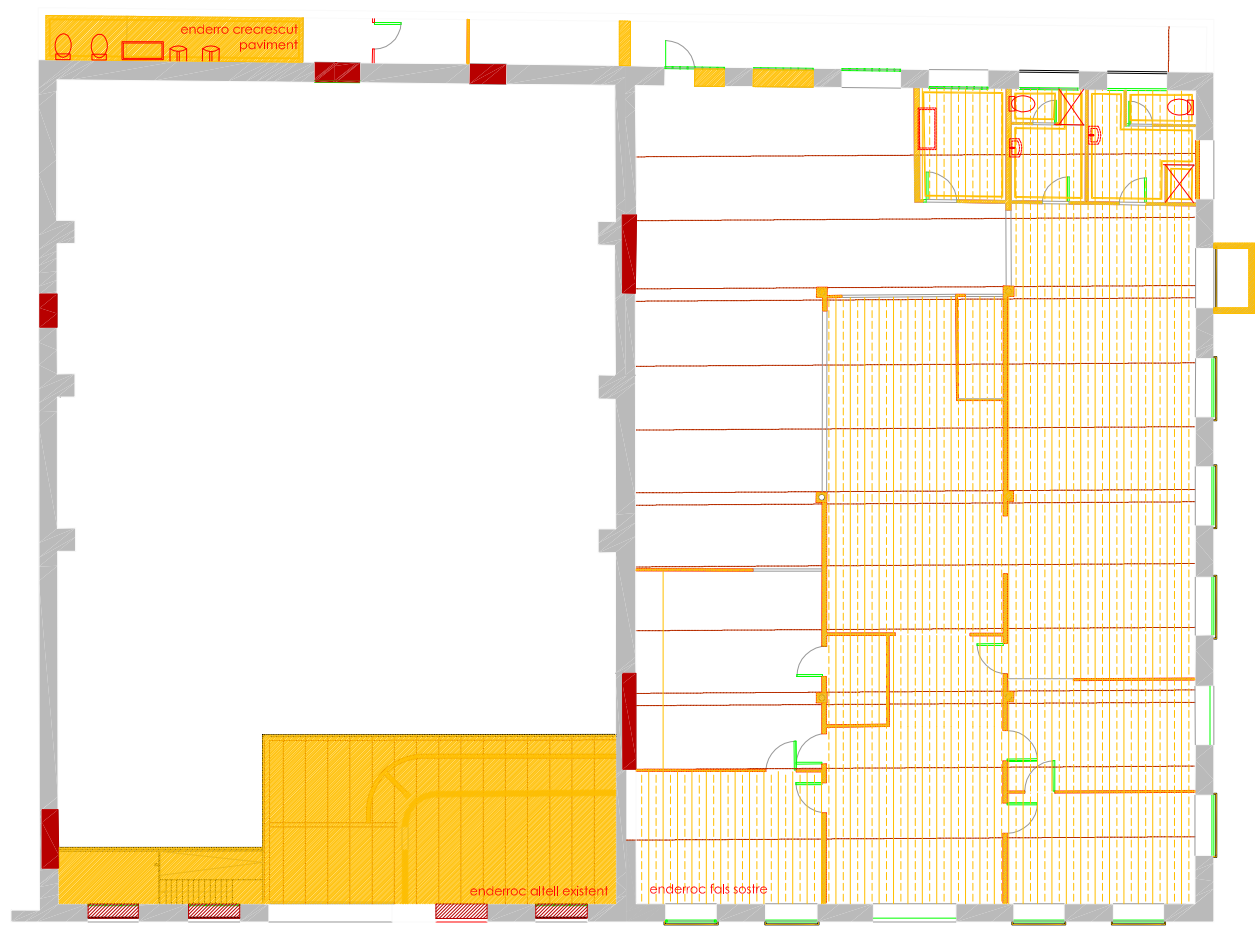 enderro crecrescut
paviment
enderroc altell existent
enderroc fals sostre